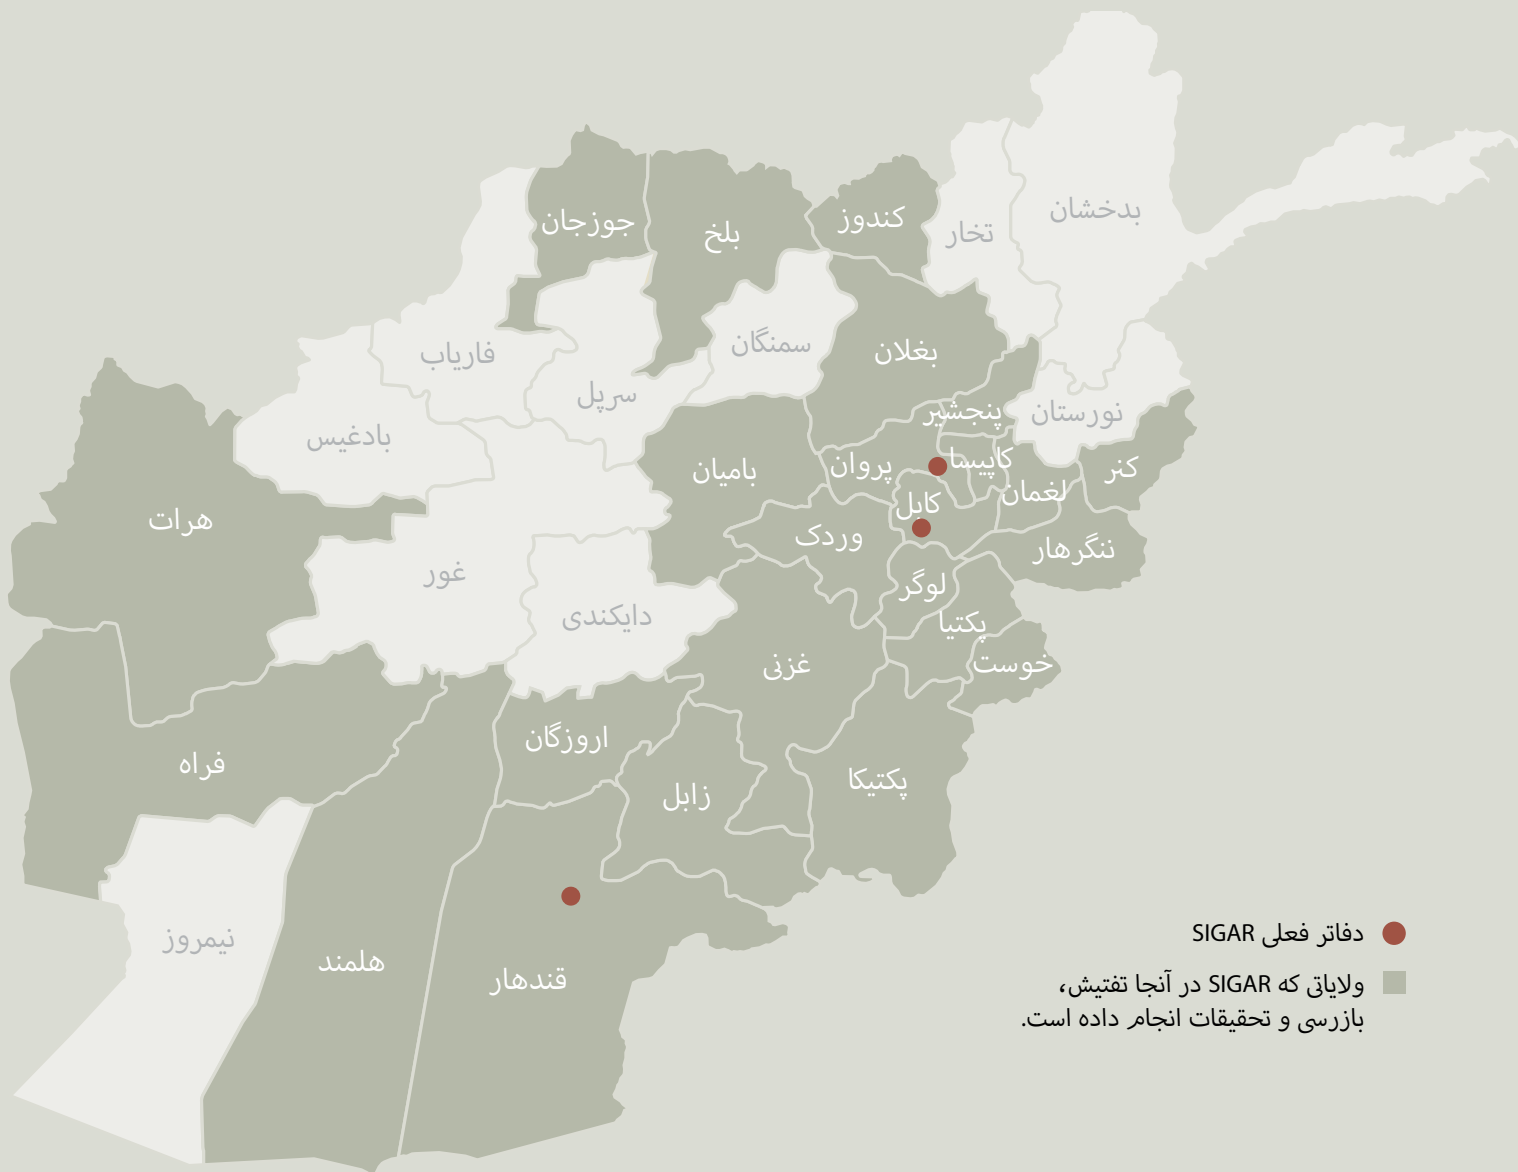 بدخشان
تخار
کندوز
بلخ
جوزجان
سمنگان
بغلان
فاریاب
سرپل
پنجشیر
نورستان
بادغیس
کاپیسا
پروان
بامیان
کنر
لغمان
کابل
هرات
وردک
ننگرهار
غور
لوگر
دایکندی
پکتیا
خوست
غزنی
اروزگان
فراه
پکتیکا
زابل
نیمروز
هلمند
قندهار
دفاتر فعلی SIGAR
ولایاتی که SIGAR در آنجا تفتیش،
بازرسی و تحقیقات انجام داده است.